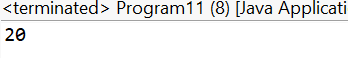 <terminated> Program11 (8) [Java Applicati
20